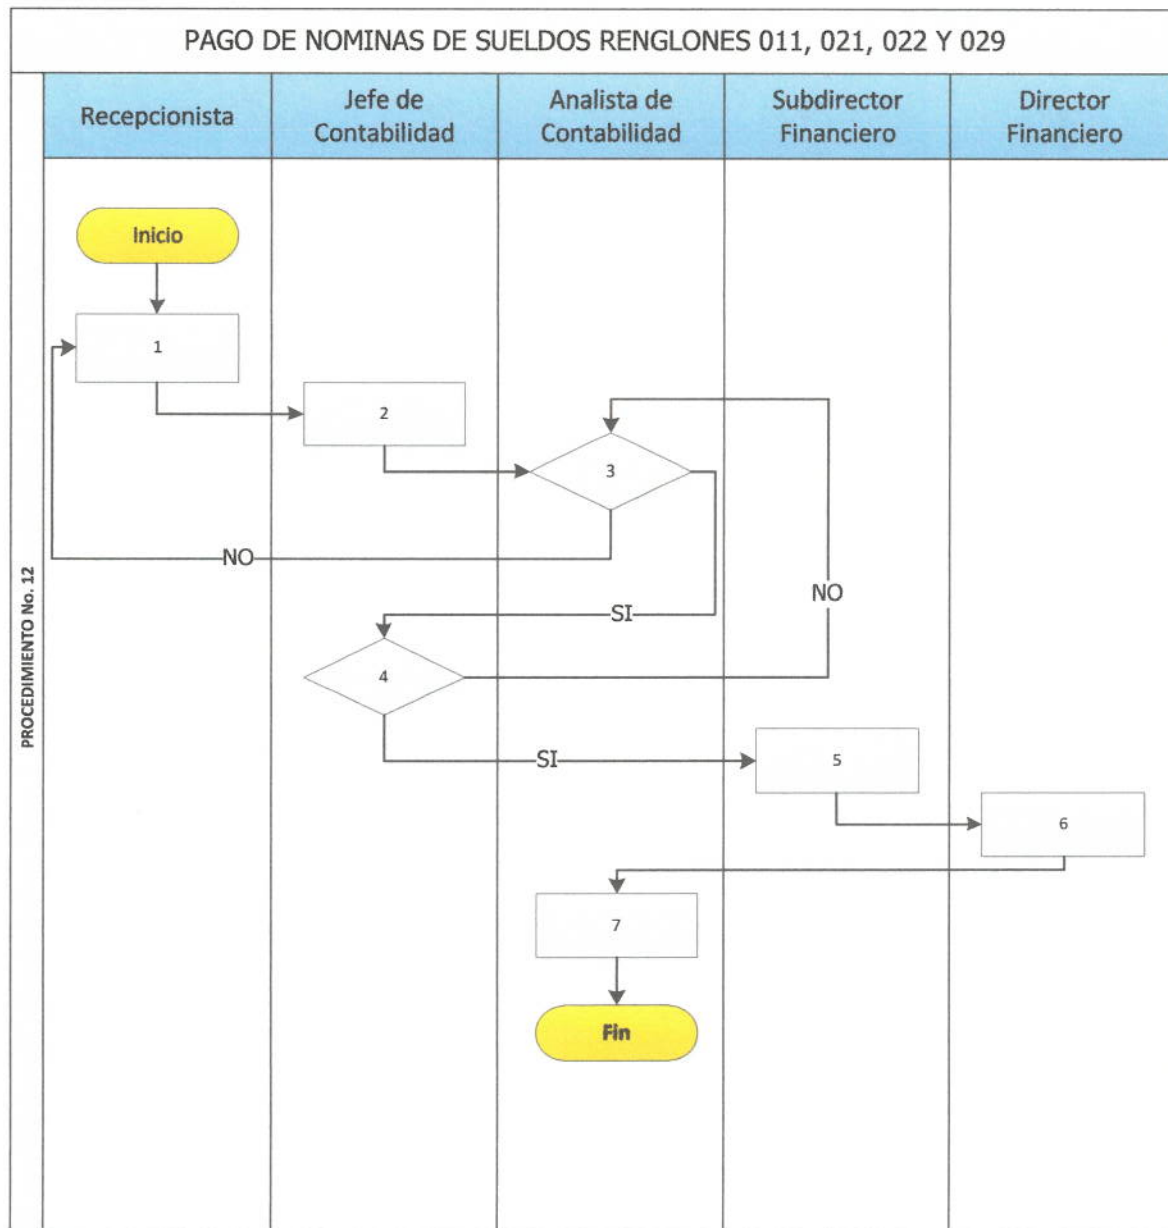 PAGO DE NOMINAS DE SUELDOS RENGLONES 011, 021, 022 Y 029
PROCEDIMIENTO No. 12
Recepcionista
Jefe de
Contabilidad
Analista de
Contabilidad
Subdirector
Financiero
Director
Financiero
Inicio
1
2
3
NO
NO
SI
4
SI
5
6
7
Fin